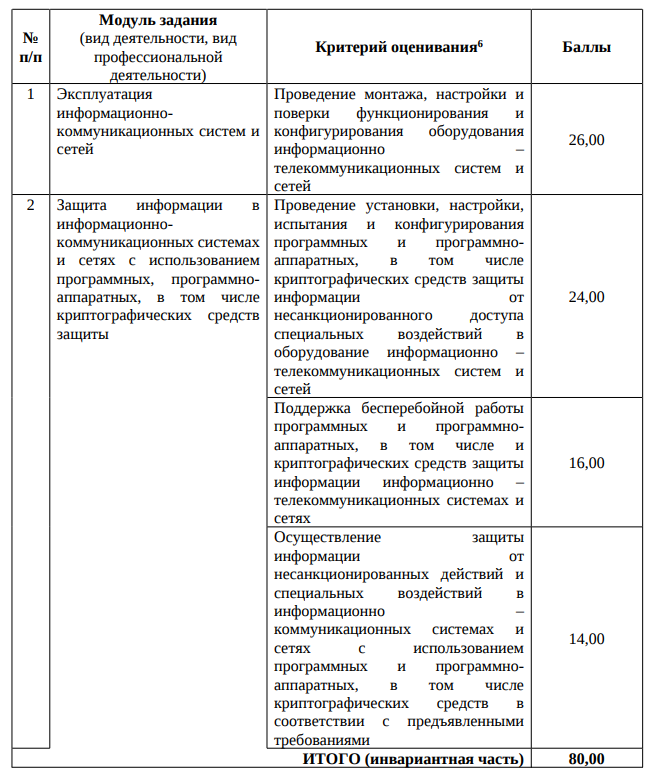 №
п/п
Модуль задания
(вид деятельности, вид
профессиональной
деятельности)
Критерий оценивания⁶
Баллы
1
Эксплуатация
информационно-
коммуникационных систем и
сетей
Проведение монтажа, настройки и
поверки функционирования и
конфигурирования оборудования
информационно –
телекоммуникационных систем и
сетей
26,00
2
Защита информации в
информационно-
коммуникационных системах
и сетях с использованием
программных, программно-
аппаратных, в том числе
криптографических средств
защиты
Проведение установки, настройки,
испытания и конфигурирования
программных и программно-
аппаратных, в том числе
криптографических средств защиты
информации от
несанкционированного доступа
специальных воздействий в
оборудование информационно –
телекоммуникационных систем и
сетей
24,00
Поддержка бесперебойной работы
программных и программно-
аппаратных, в том числе и
криптографических средств защиты
информации информационно –
телекоммуникационных системах и
сетях
16,00
Осуществление защиты
информации от
несанкционированных действий и
специальных воздействий в
информационно –
коммуникационных системах и
сетях с использованием
программных и программно-
аппаратных, в том числе
криптографических средств в
соответствии с предъявленными
требованиями
14,00
ИТОГО (инвариантная часть)
80,00